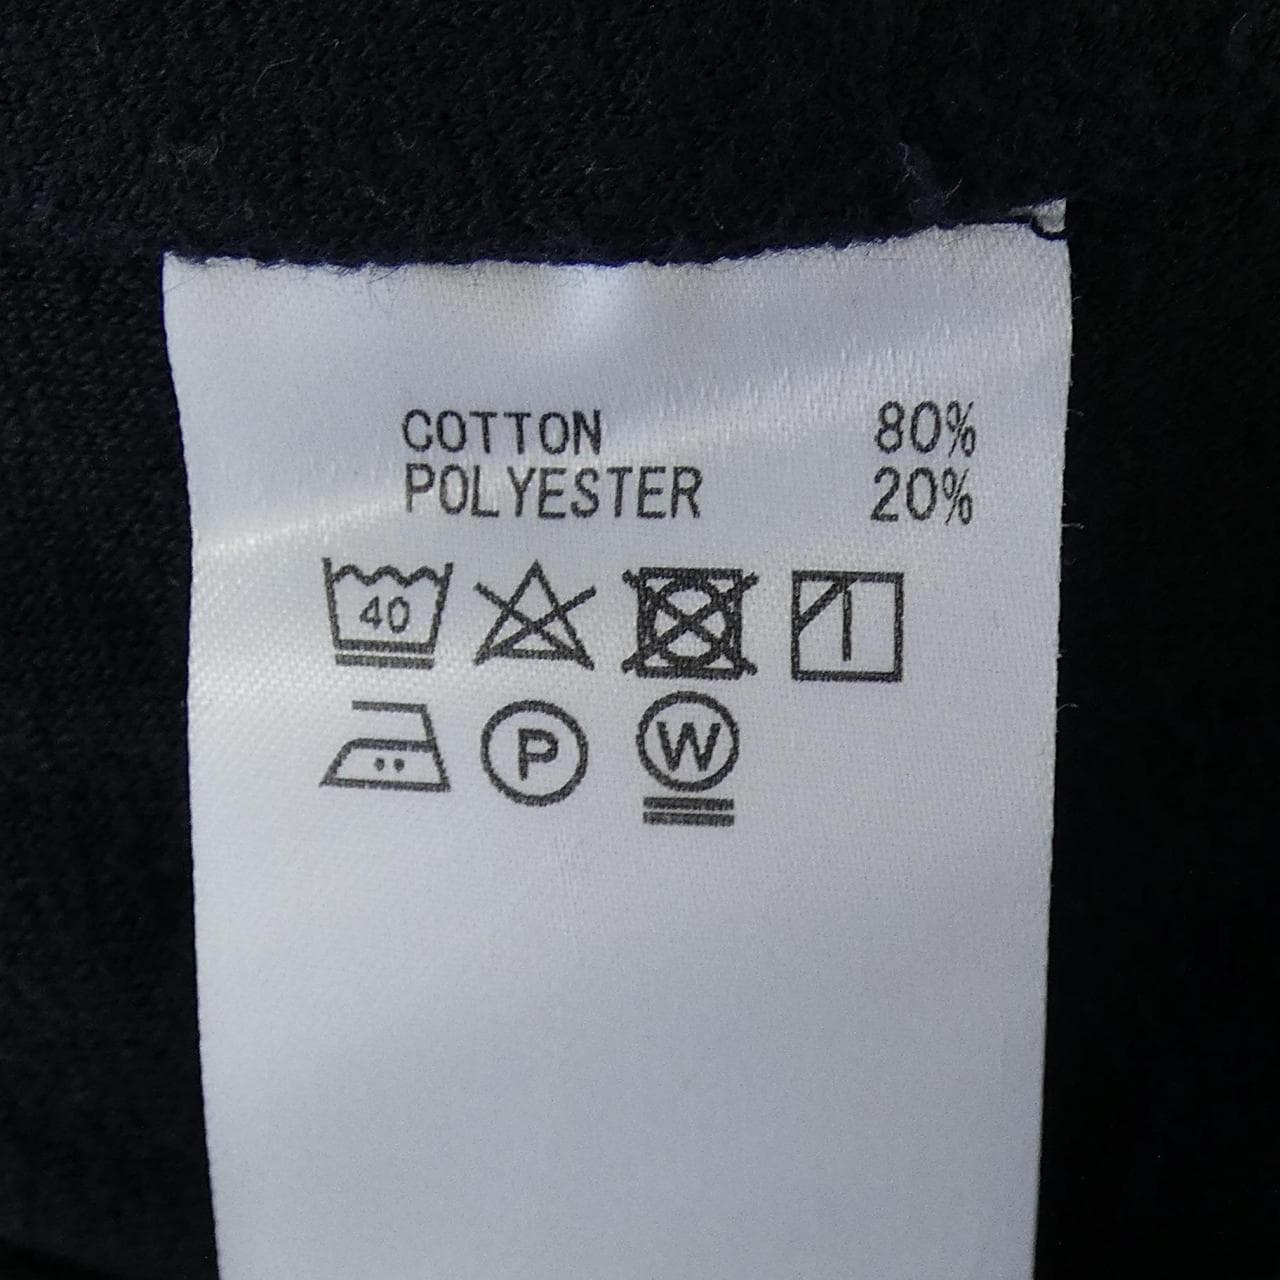 COTTON 80%
POLYESTER 20%
40
P W